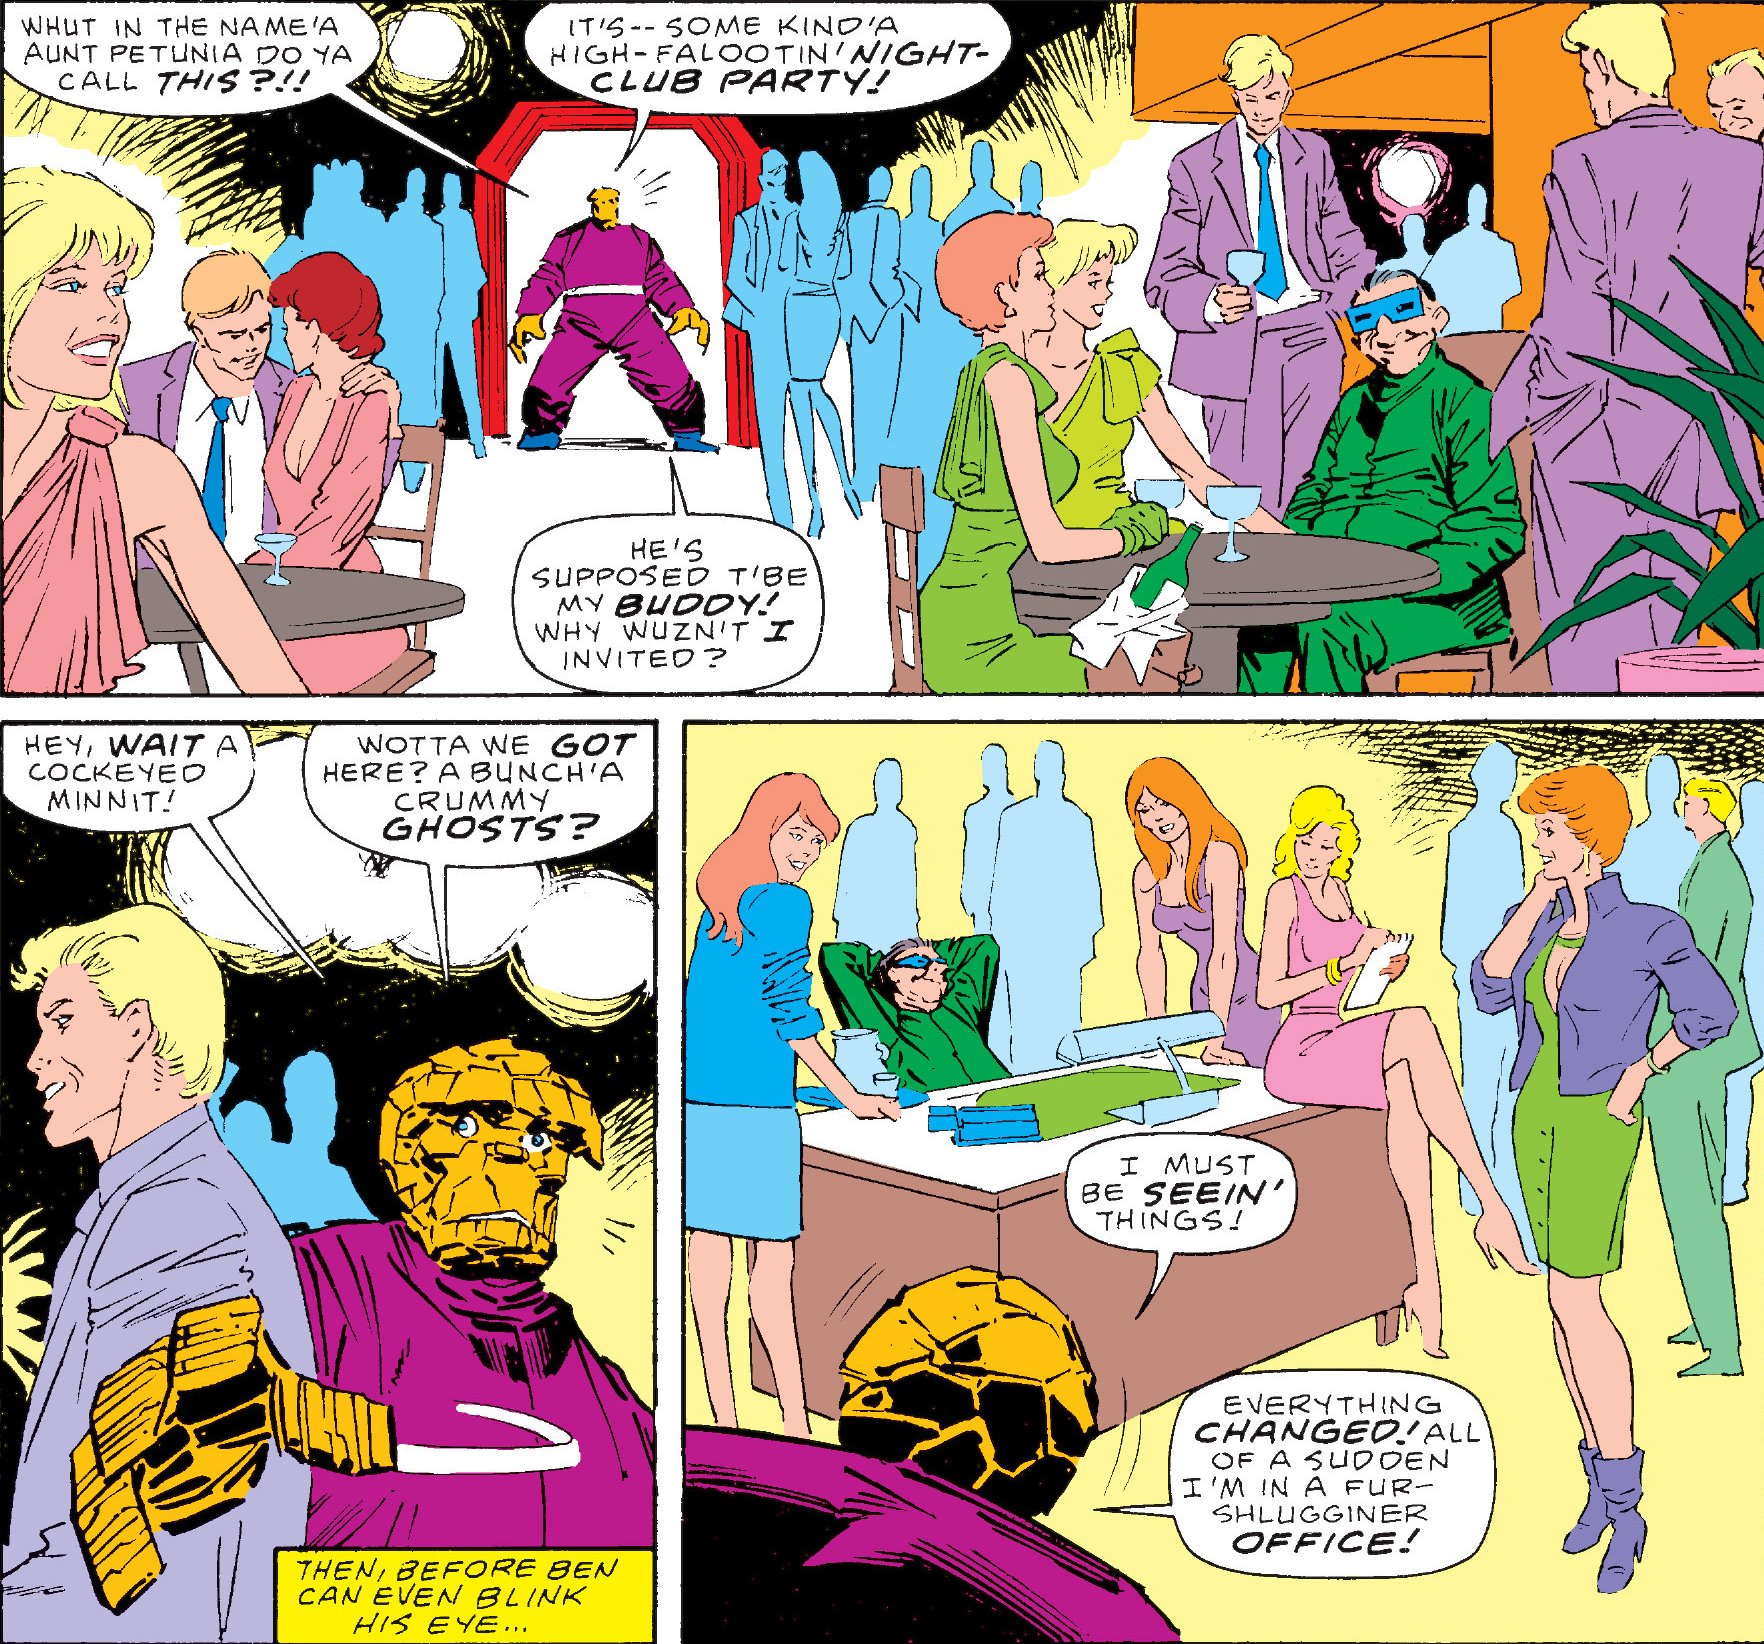 WHUT IN THE NAME'A
AUNT PETUNIA DO YA
CALL THIS?!!
IT'S-- SOME KIND'A
HIGH-FALOOTIN' NIGHT-
CLUB PARTY!
HE'S
SUPPOSED T'BE
MY BUDDY!
WHY WUZN'T I
INVITED?
HEY, WAIT A
COCKEYED
MINNIT!
WOTTA WE GOT
HERE? A BUNCH'A
CRUMMY
GHOSTS?
THEN, BEFORE BEN
CAN EVEN BLINK
HIS EYE...
I MUST
BE SEEIN'
THINGS!
EVERYTHING
CHANGED! ALL
OF A SUDDEN
I'M IN A FUR-
SHLUGGINER
OFFICE!